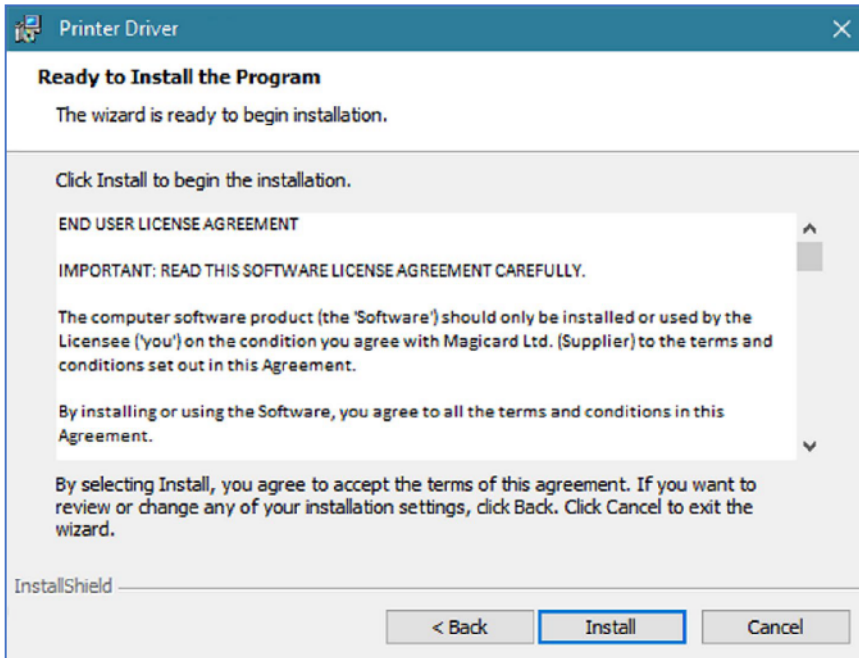 Printer Driver
Ready to Install the Program
The wizard is ready to begin installation.
Click Install to begin the installation.
END USER LICENSE AGREEMENT
IMPORTANT: READ THIS SOFTWARE LICENSE AGREEMENT CAREFULLY.
The computer software product (the 'Software') should only be installed or used by the
Licensee ('you') on the condition you agree with Magicard Ltd. (Supplier) to the terms and
conditions set out in this Agreement.
By installing or using the Software, you agree to all the terms and conditions in this
Agreement.
By selecting Install, you agree to accept the terms of this agreement. If you want to
review or change any of your installation settings, click Back. Click Cancel to exit the
wizard.
InstallShield
< Back Install Cancel